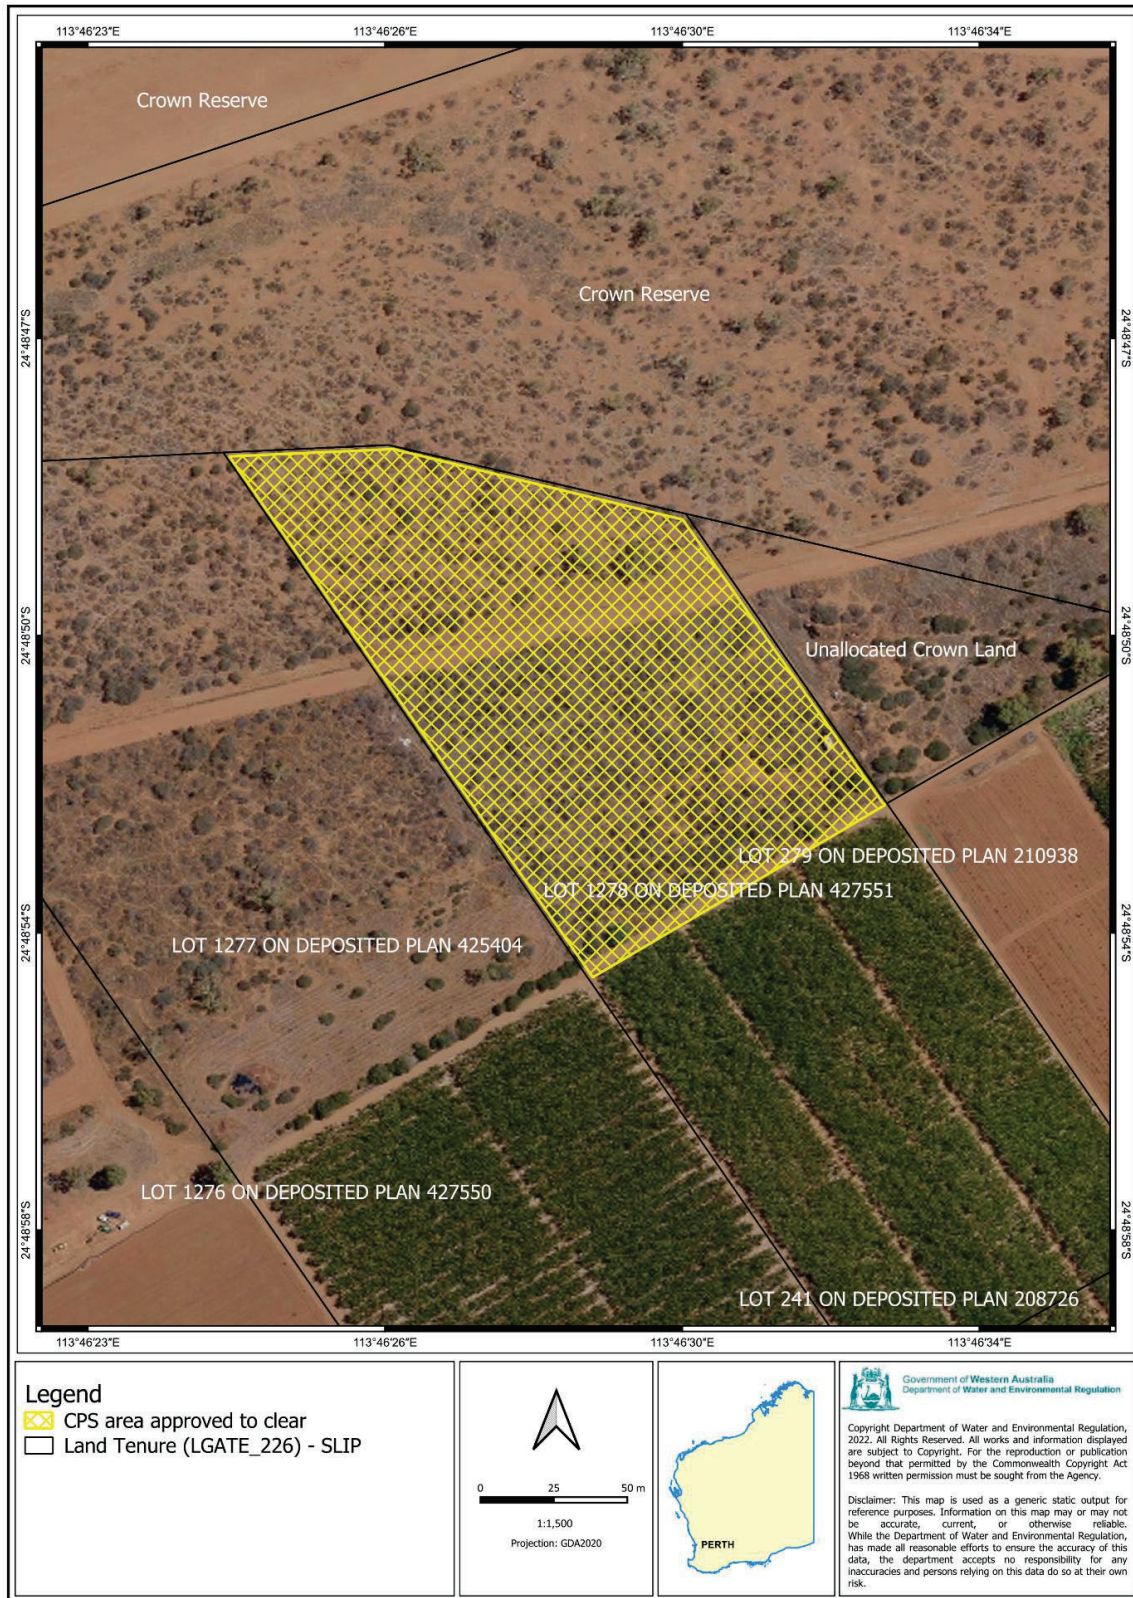 113°46'23"E 113°46'26"E 113°46'30"E 113°46'34"E
Crown Reserve
Crown Reserve
24°48'47"S 24°48'47"S
24°48'50"S 24°48'50"S
Unallocated Crown Land
LOT 279 ON DEPOSITED PLAN 210938
LOT 1278 ON DEPOSITED PLAN 427551
24°48'54"S 24°48'54"S
LOT 1277 ON DEPOSITED PLAN 425404
LOT 1276 ON DEPOSITED PLAN 427550
24°48'58"S 24°48'58"S
LOT 241 ON DEPOSITED PLAN 208726
113°46'23"E 113°46'26"E 113°46'30"E 113°46'34"E
Legend
CPS area approved to clear
Land Tenure (LGATE_226) - SLIP
0 25 50 m
1:1,500
Projection: GDA2020
PERTH
Government of Western Australia
Department of Water and Environmental Regulation
Copyright Department of Water and Environmental Regulation,
2022. All Rights Reserved. All works and information displayed
are subject to Copyright. For the reproduction or publication
beyond that permitted by the Commonwealth Copyright Act
1968 written permission must be sought from the Agency.
Disclaimer: This map is used as a generic static output for
reference purposes. Information on this map may or may not
be accurate, current, or otherwise reliable.
While the Department of Water and Environmental Regulation,
has made all reasonable efforts to ensure the accuracy of this
data, the department accepts no responsibility for any
inaccuracies and persons relying on this data do so at their own
risk.